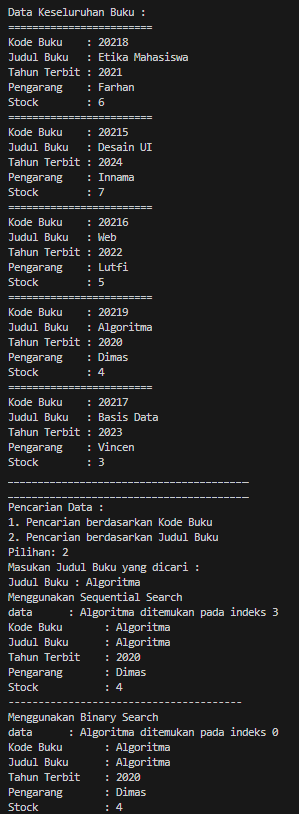 Data Keseluruhan Buku :
========================
Kode Buku    : 20218
Judul Buku   : Etika Mahasiswa
Tahun Terbit : 2021
Pengarang    : Farhan
Stock        : 6
========================
Kode Buku    : 20215
Judul Buku   : Desain UI
Tahun Terbit : 2024
Pengarang    : Innama
Stock        : 7
========================
Kode Buku    : 20216
Judul Buku   : Web
Tahun Terbit : 2022
Pengarang    : Lutfi
Stock        : 5
========================
Kode Buku    : 20219
Judul Buku   : Algoritma
Tahun Terbit : 2020
Pengarang    : Dimas
Stock        : 4
========================
Kode Buku    : 20217
Judul Buku   : Basis Data
Tahun Terbit : 2023
Pengarang    : Vincen
Stock        : 3
________________________________________
________________________________________
Pencarian Data :
1. Pencarian berdasarkan Kode Buku
2. Pencarian berdasarkan Judul Buku
Pilihan: 2
Masukan Judul Buku yang dicari :
Judul Buku : Algoritma
Menggunakan Sequential Search
data      : Algoritma ditemukan pada indeks 3
Kode Buku       : Algoritma
Judul Buku      : Algoritma
Tahun Terbit    : 2020
Pengarang       : Dimas
Stock           : 4
---------------------------------------
Menggunakan Binary Search
data      : Algoritma ditemukan pada indeks 0
Kode Buku       : Algoritma
Judul Buku      : Algoritma
Tahun Terbit    : 2020
Pengarang       : Dimas
Stock           : 4